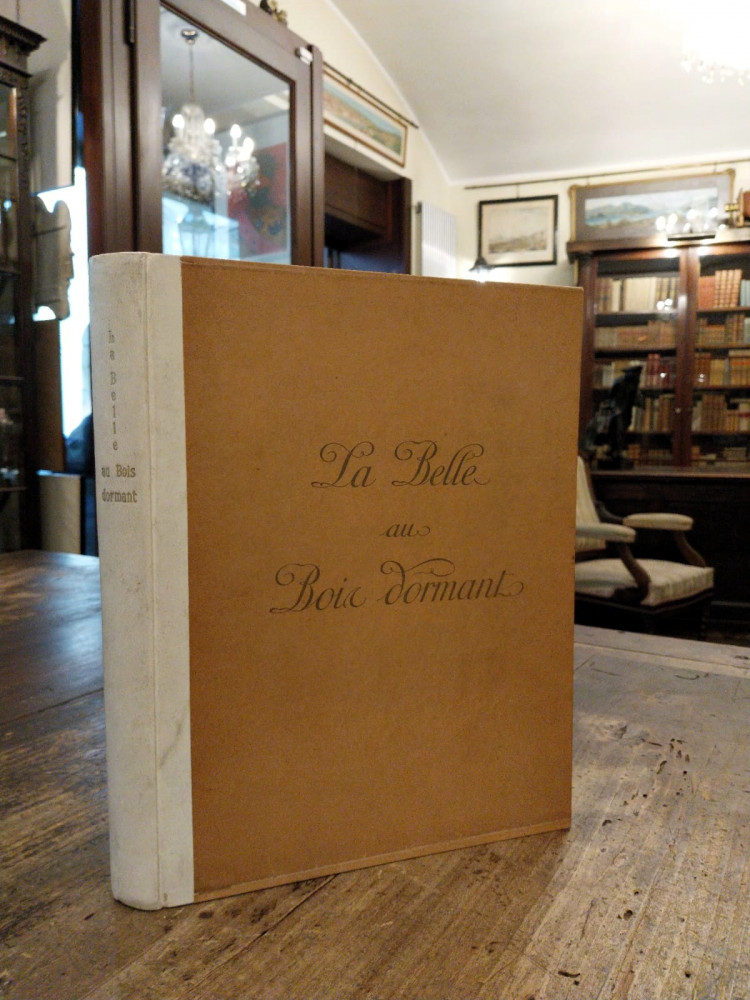 La Belle
au
Bois dormant
La
Belle
au Bois
dormant